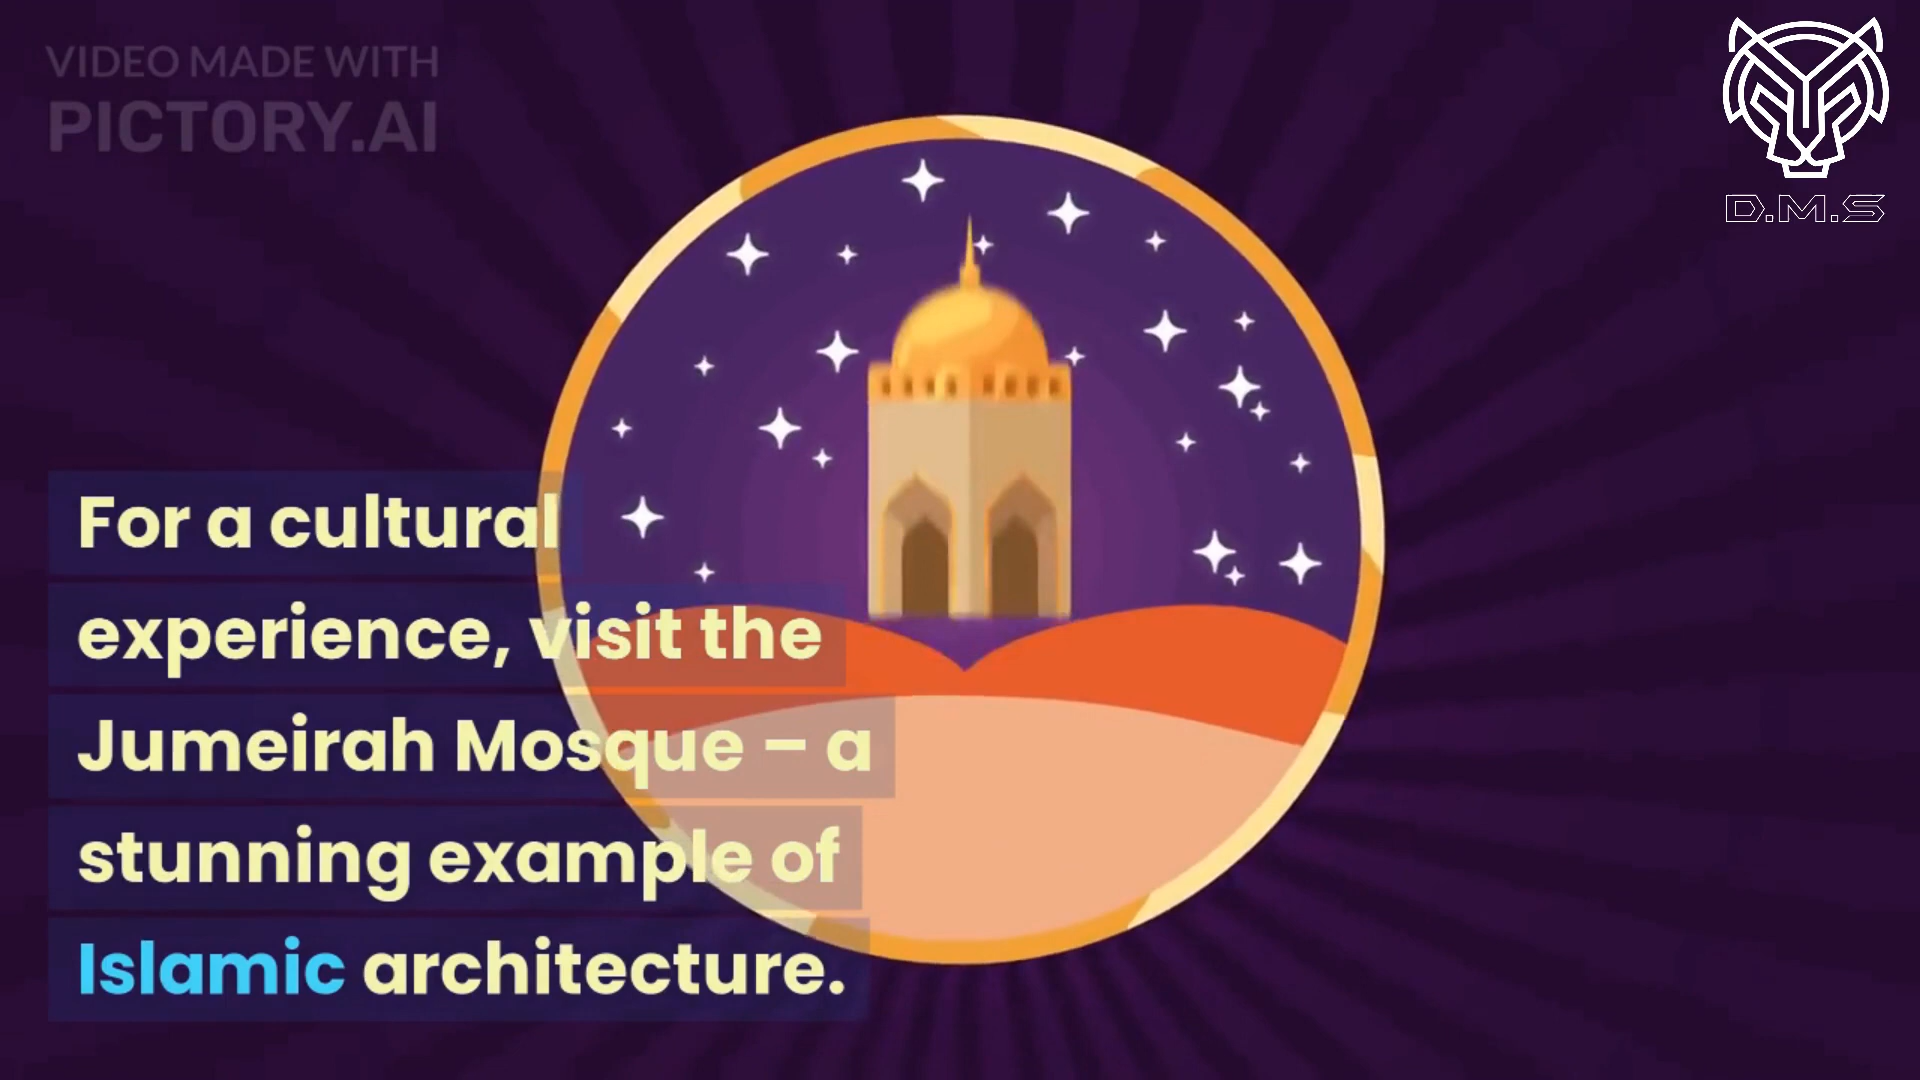 VIDEO MADE WITH
PICTORY.AI
D.M.S
For a cultural
experience, visit the
Jumeirah Mosque – a
stunning example of
Islamic architecture.